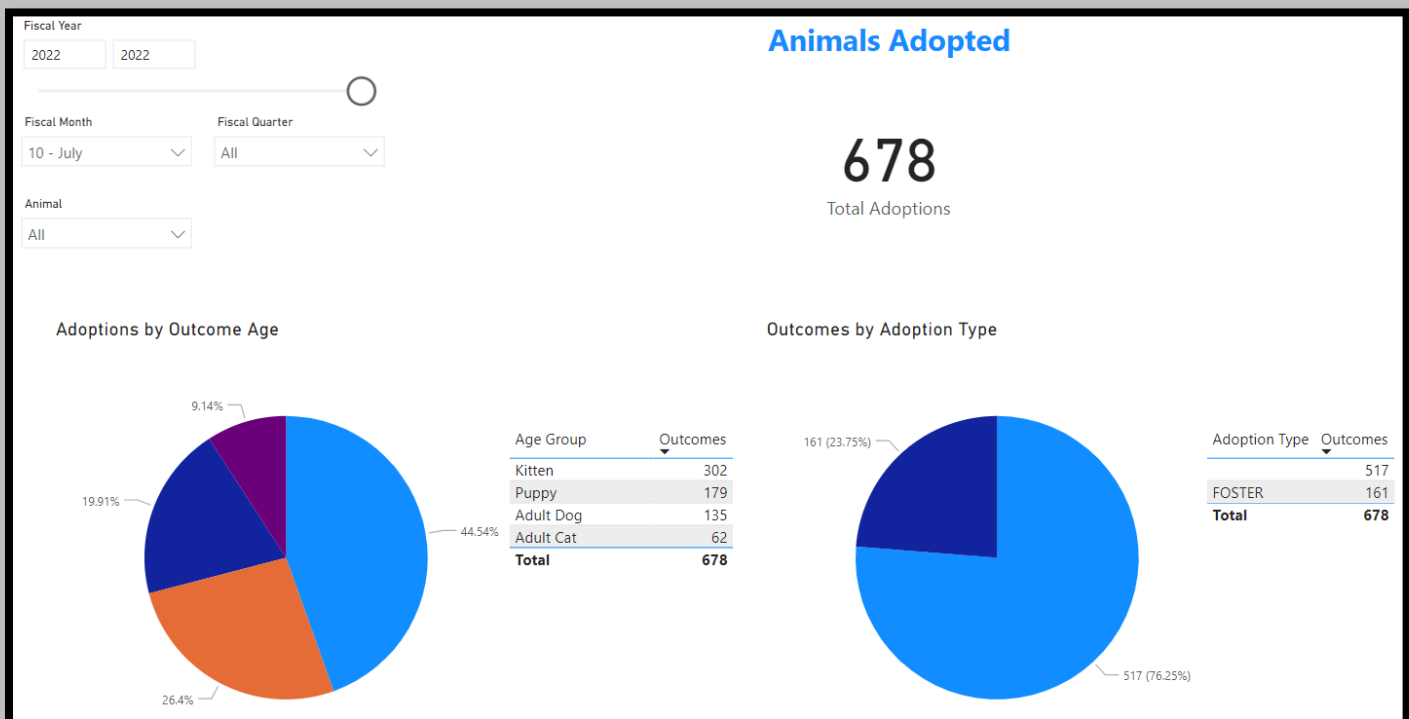 Fiscal Year
2022 2022
Animals Adopted
Fiscal Month Fiscal Quarter
10 - July All
678
Total Adoptions
Animal
All
Adoptions by Outcome Age
9.14%
19.91%
44.54%
26.4%
Age Group Outcomes
Kitten 302
Puppy 179
Adult Dog 135
Adult Cat 62
Total 678
Outcomes by Adoption Type
161 (23.75%)
517 (76.25%)
Adoption Type Outcomes
517
FOSTER 161
Total 678